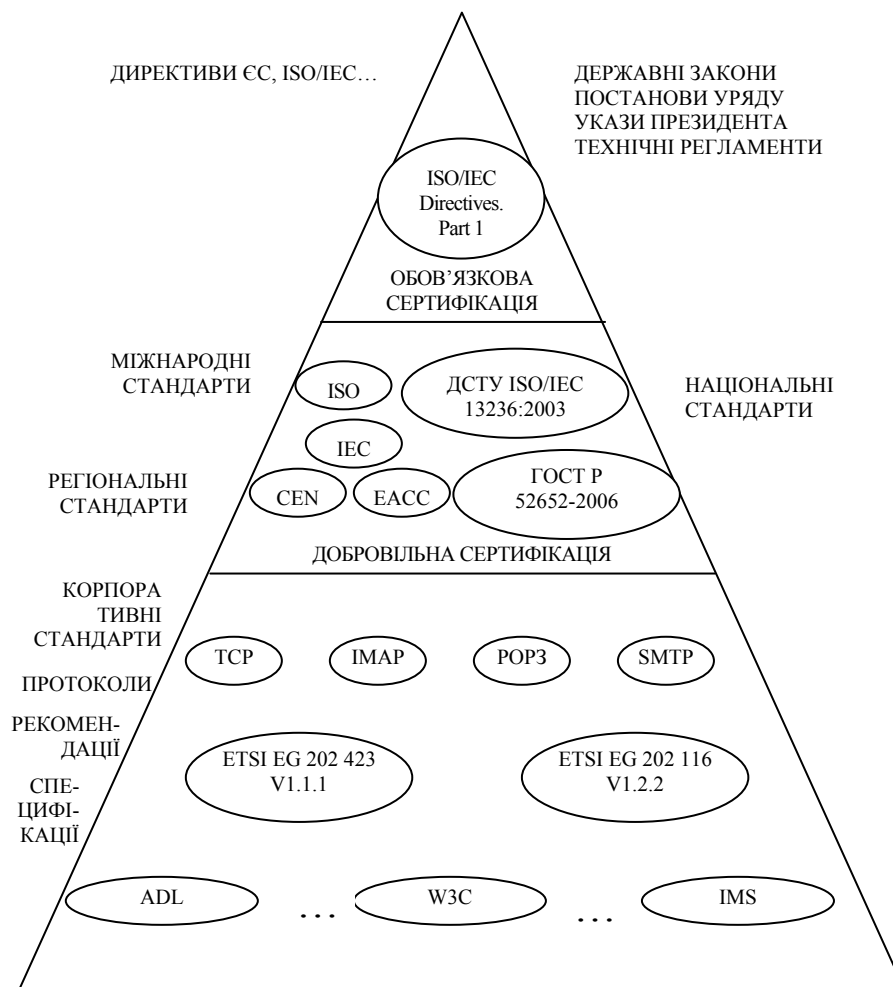 ДИРЕКТИВИ ЄС, ISO/IEC…
ДЕРЖАВНІ ЗАКОНИ
ПОСТАНОВИ УРЯДУ
УКАЗИ ПРЕЗИДЕНТА
ТЕХНІЧНІ РЕГЛАМЕНТИ
ISO/IEC
Directives.
Part 1
ОБОВ’ЯЗКОВА
СЕРТИФІКАЦІЯ
МІЖНАРОДНІ
СТАНДАРТИ
ISO
ДСТУ ISO/IEC
13236:2003
НАЦІОНАЛЬНІ
СТАНДАРТИ
IEC
РЕГІОНАЛЬНІ
СТАНДАРТИ
CEN
EACC
ГОСТ Р
52652-2006
ДОБРОВІЛЬНА СЕРТИФІКАЦІЯ
КОРПОРА
ТИВНІ
СТАНДАРТИ
TCP
IMAP
РОРЗ
SMTP
ПРОТОКОЛИ
РЕКОМЕН-
ДАЦІЇ
ETSI EG 202 423
V1.1.1
ETSI EG 202 116
V1.2.2
СПЕ-
ЦИФІ-
КАЦІЇ
ADL
...
W3C
...
IMS